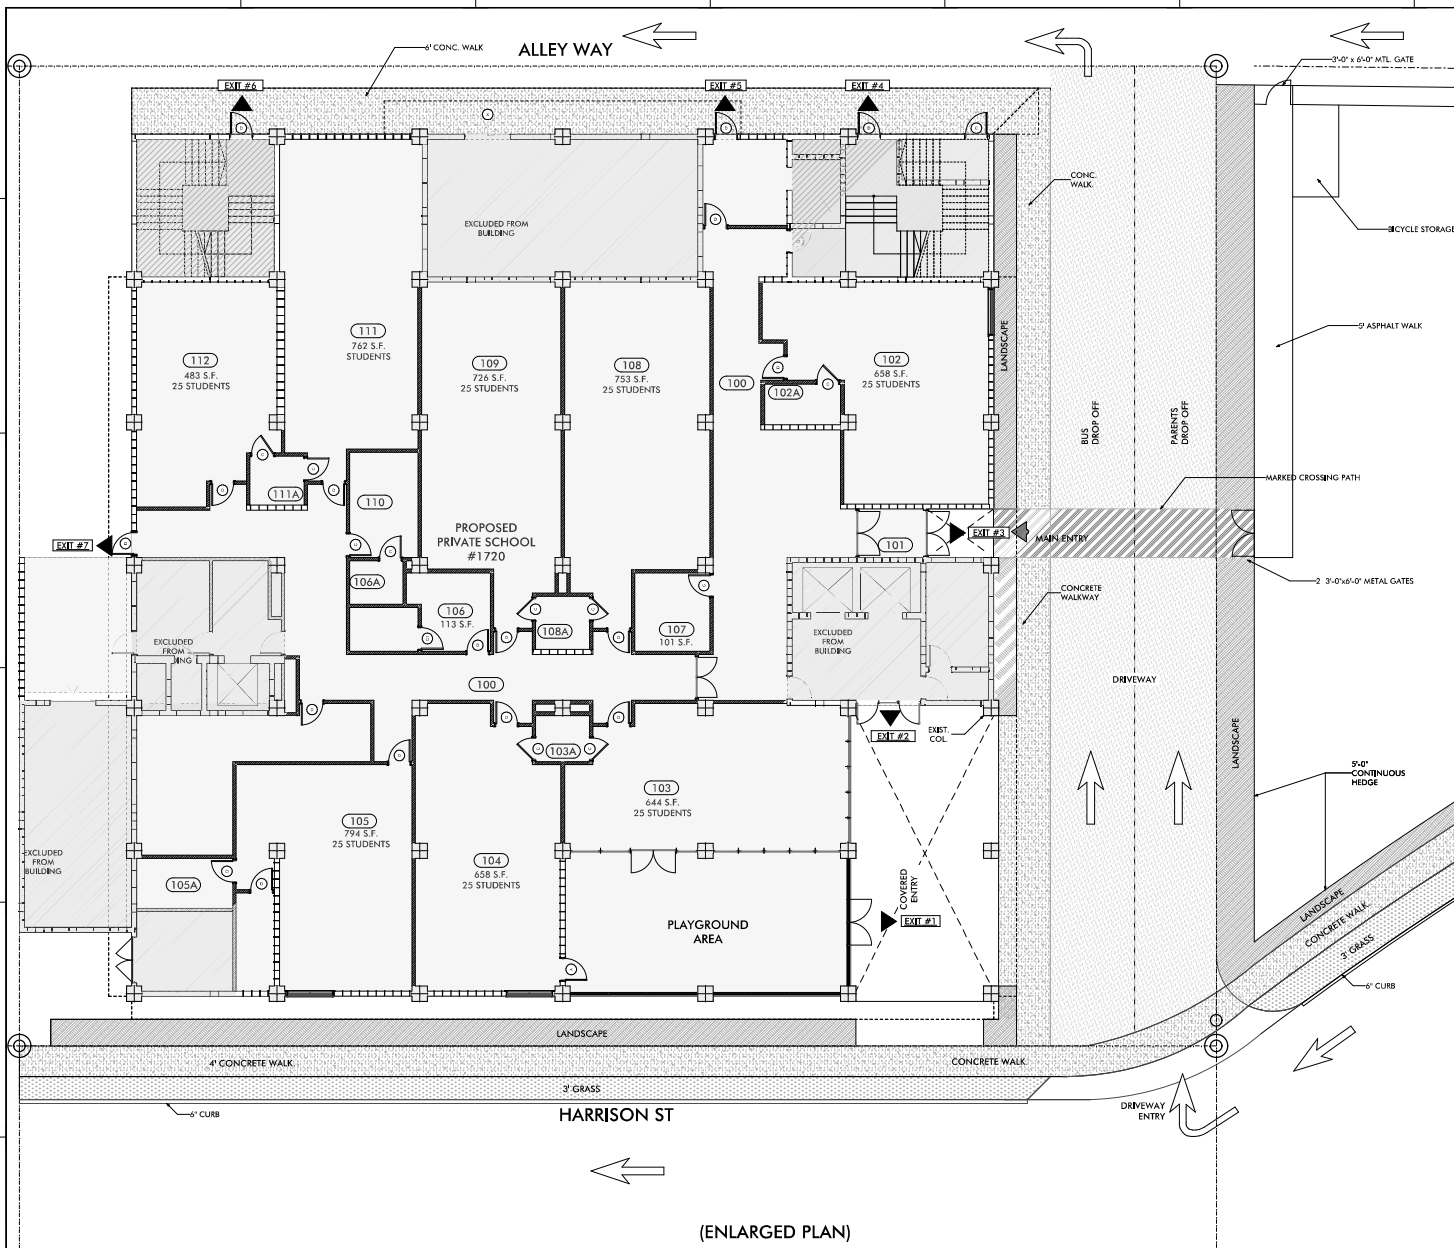 6' CONC. WALK
ALLEY WAY
3'-0" x 6'-0" MTL. GATE
EXIT #6
EXIT #5
EXIT #4
CONC.
WALK.
EXCLUDED FROM
BUILDING
BICYCLE STORAGE
5' ASPHALT WALK
LANDSCAPE
112
483 S.F.
25 STUDENTS
111
762 S.F.
STUDENTS
109
726 S.F.
25 STUDENTS
108
753 S.F.
25 STUDENTS
100
102
658 S.F.
25 STUDENTS
102A
BUS
DROP OFF
PARENTS
DROP OFF
MARKED CROSSING PATH
111A
110
PROPOSED
PRIVATE SCHOOL
#1720
EXIT #7
101
EXIT #3
MAIN ENTRY
2 3'-0"x6'-0" METAL GATES
CONCRETE
WALKWAY
106A
106
113 S.F.
108A
107
101 S.F.
EXCLUDED
FROM
BUILDING
EXCLUDED
FROM
ING
100
DRIVEWAY
EXIT #2
EXIST.
COL.
LANDSCAPE
103A
103
644 S.F.
25 STUDENTS
5'-0"
CONTINUOUS
HEDGE
105
794 S.F.
25 STUDENTS
104
658 S.F.
25 STUDENTS
EXCLUDED
FROM
BUILDING
105A
COVERED
ENTRY
EXIT #1
PLAYGROUND
AREA
LANDSCAPE
CONCRETE WALK
3' GRASS
6" CURB
LANDSCAPE
4' CONCRETE WALK
CONCRETE WALK
3' GRASS
6" CURB
HARRISON ST
DRIVEWAY
ENTRY
(ENLARGED PLAN)